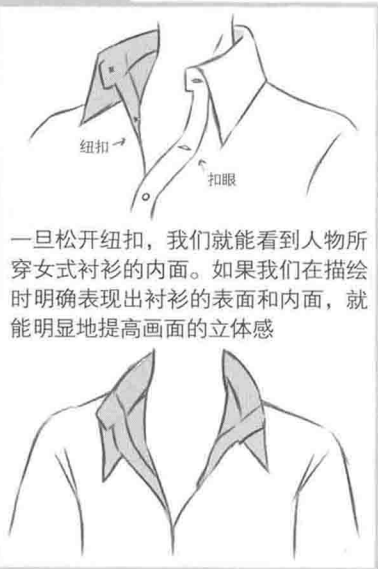 纽扣
扣眼
一旦松开纽扣，我们就能看到人物所
穿女式衬衫的内面。如果我们在描绘
时明确表现出衬衫的表面和内面，就
能明显地提高画面的立体感